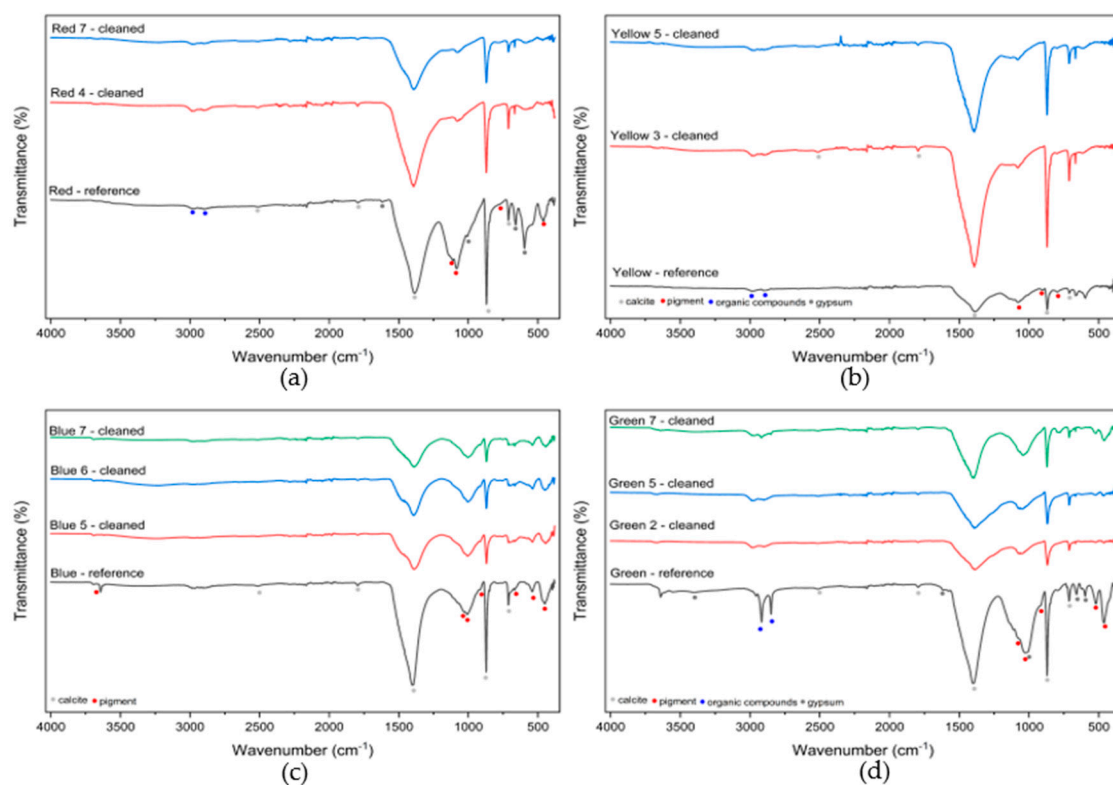 Red 7 - cleaned
Red 4 - cleaned
Red - reference
Transmittance (%)
4000 3500 3000 2500 2000 1500 1000 500
Wavenumber (cm-1)
(a)
Yellow 5 - cleaned
Yellow 3 - cleaned
Yellow - reference
calcite pigment organic compounds gypsum
Transmittance (%)
4000 3500 3000 2500 2000 1500 1000 500
Wavenumber (cm-1)
(b)
Blue 7 - cleaned
Blue 6 - cleaned
Blue 5 - cleaned
Blue - reference
calcite pigment
Transmittance (%)
4000 3500 3000 2500 2000 1500 1000 500
Wavenumber (cm-1)
(c)
Green 7 - cleaned
Green 5 - cleaned
Green 2 - cleaned
Green - reference
calcite pigment organic compounds gypsum
Transmittance (%)
4000 3500 3000 2500 2000 1500 1000 500
Wavenumber (cm-1)
(d)